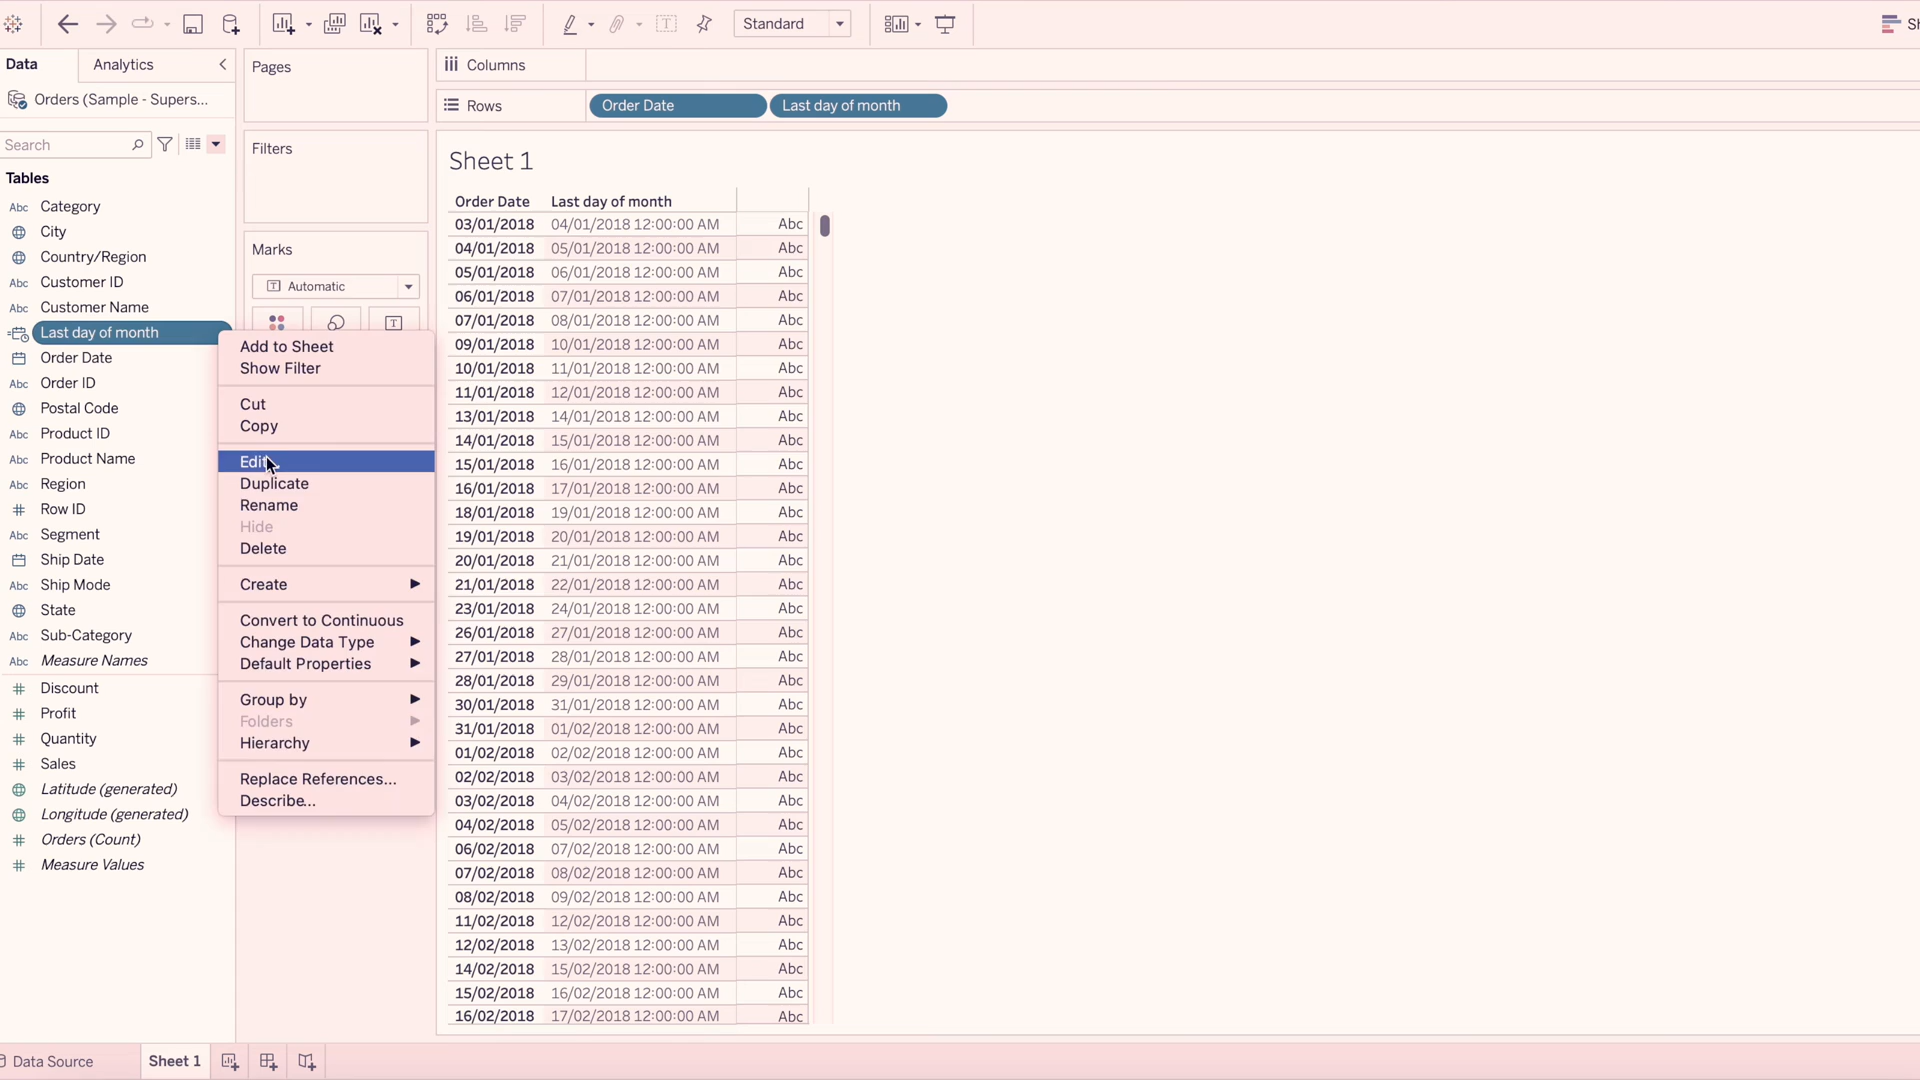 Standard
Sh
Data
Analytics
Pages
Columns
Orders (Sample - Supers...
Rows
Order Date
Last day of month
Search
Filters
Tables
Sheet 1
Abc Category
City
Country/Region
Abc Customer ID
Abc Customer Name
Last day of month
Order Date
Abc Order ID
Postal Code
Abc Product ID
Abc Product Name
Abc Region
# Row ID
Abc Segment
Ship Date
Abc Ship Mode
State
Abc Sub-Category
Abc Measure Names
# Discount
# Profit
# Quantity
# Sales
Latitude (generated)
Longitude (generated)
# Orders (Count)
# Measure Values
Marks
Automatic
Add to Sheet
Show Filter
Cut
Copy
Edit...
Duplicate
Rename
Hide
Delete
Create
Convert to Continuous
Change Data Type
Default Properties
Group by
Folders
Hierarchy
Replace References...
Describe...
Order Date Last day of month
03/01/2018 04/01/2018 12:00:00 AM Abc
04/01/2018 05/01/2018 12:00:00 AM Abc
05/01/2018 06/01/2018 12:00:00 AM Abc
06/01/2018 07/01/2018 12:00:00 AM Abc
07/01/2018 08/01/2018 12:00:00 AM Abc
09/01/2018 10/01/2018 12:00:00 AM Abc
10/01/2018 11/01/2018 12:00:00 AM Abc
11/01/2018 12/01/2018 12:00:00 AM Abc
13/01/2018 14/01/2018 12:00:00 AM Abc
14/01/2018 15/01/2018 12:00:00 AM Abc
15/01/2018 16/01/2018 12:00:00 AM Abc
16/01/2018 17/01/2018 12:00:00 AM Abc
18/01/2018 19/01/2018 12:00:00 AM Abc
19/01/2018 20/01/2018 12:00:00 AM Abc
20/01/2018 21/01/2018 12:00:00 AM Abc
21/01/2018 22/01/2018 12:00:00 AM Abc
23/01/2018 24/01/2018 12:00:00 AM Abc
26/01/2018 27/01/2018 12:00:00 AM Abc
27/01/2018 28/01/2018 12:00:00 AM Abc
28/01/2018 29/01/2018 12:00:00 AM Abc
30/01/2018 31/01/2018 12:00:00 AM Abc
31/01/2018 01/02/2018 12:00:00 AM Abc
01/02/2018 02/02/2018 12:00:00 AM Abc
02/02/2018 03/02/2018 12:00:00 AM Abc
03/02/2018 04/02/2018 12:00:00 AM Abc
04/02/2018 05/02/2018 12:00:00 AM Abc
06/02/2018 07/02/2018 12:00:00 AM Abc
07/02/2018 08/02/2018 12:00:00 AM Abc
08/02/2018 09/02/2018 12:00:00 AM Abc
11/02/2018 12/02/2018 12:00:00 AM Abc
12/02/2018 13/02/2018 12:00:00 AM Abc
14/02/2018 15/02/2018 12:00:00 AM Abc
15/02/2018 16/02/2018 12:00:00 AM Abc
16/02/2018 17/02/2018 12:00:00 AM Abc
Data Source
Sheet 1